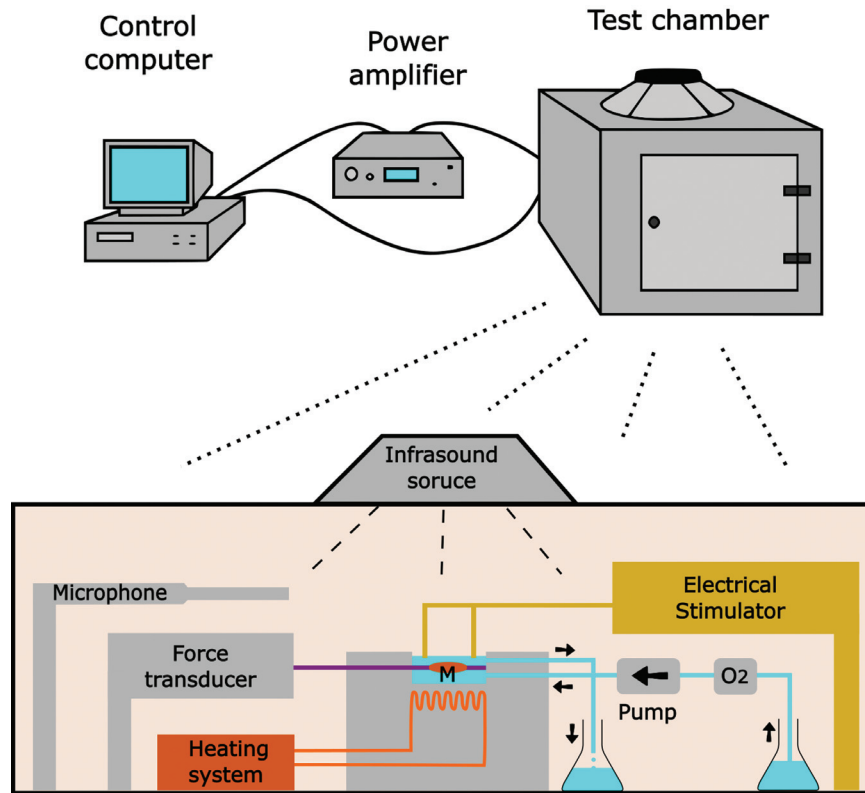 Control
computer
Power
amplifier
Test chamber
Infrasound
soruce
Microphone
Electrical
Stimulator
Force
transducer
M
O2
Pump
Heating
system